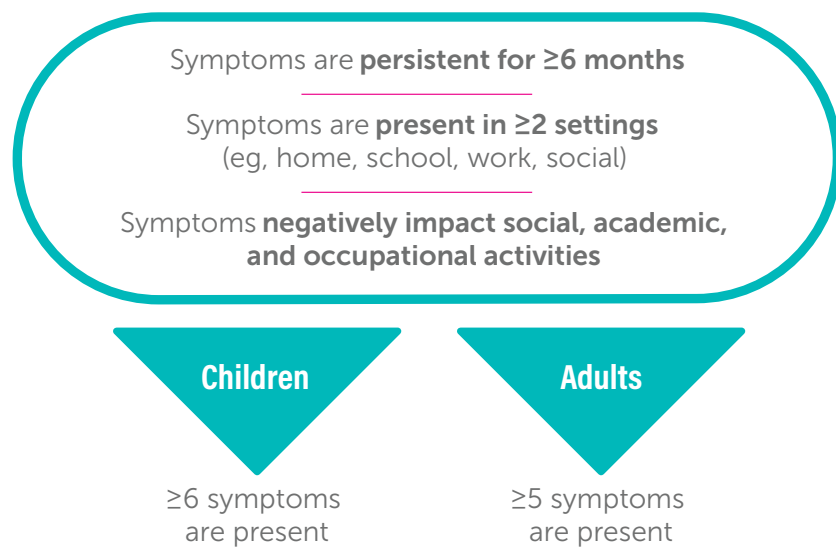 Symptoms are persistent for ≥6 months
Symptoms are present in ≥2 settings
(eg, home, school, work, social)
Symptoms negatively impact social, academic,
and occupational activities
Children
Adults
≥6 symptoms
are present
≥5 symptoms
are present